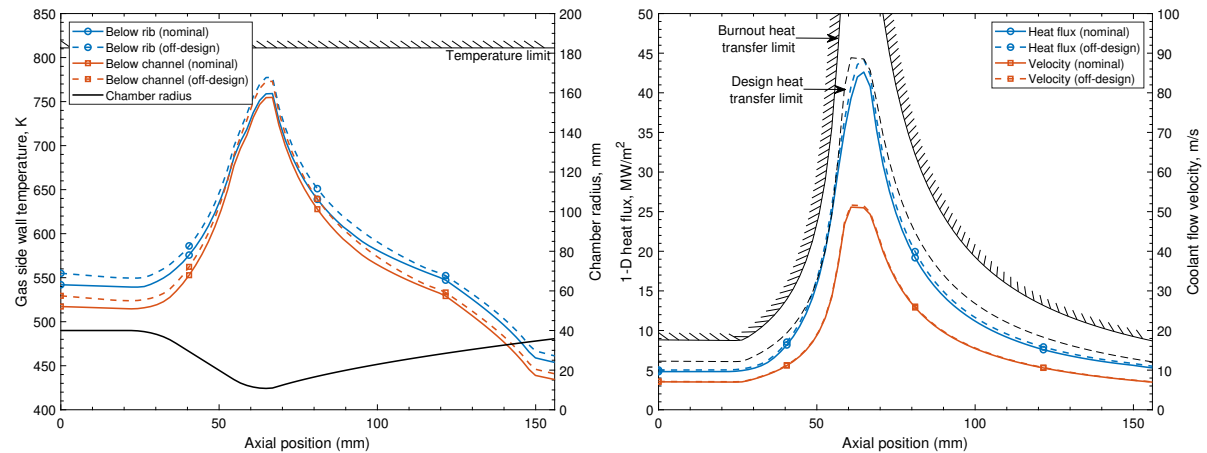 850
800
750
700
650
600
550
500
450
400
Gas side wall temperature, K
Below rib (nominal)
Below rib (off-design)
Below channel (nominal)
Below channel (off-design)
Chamber radius
Temperature limit
200
180
160
140
120
100
80
60
40
20
0
Chamber radius, mm
0
50
100
150
Axial position (mm)
50
45
40
35
30
25
20
15
10
5
0
1-D heat flux, MW/m²
Burnout heat
transfer limit
Design heat
transfer limit
Heat flux (nominal)
Heat flux (off-design)
Velocity (nominal)
Velocity (off-design)
100
90
80
70
60
50
40
30
20
10
0
Coolant flow velocity, m/s
0
50
100
150
Axial position (mm)